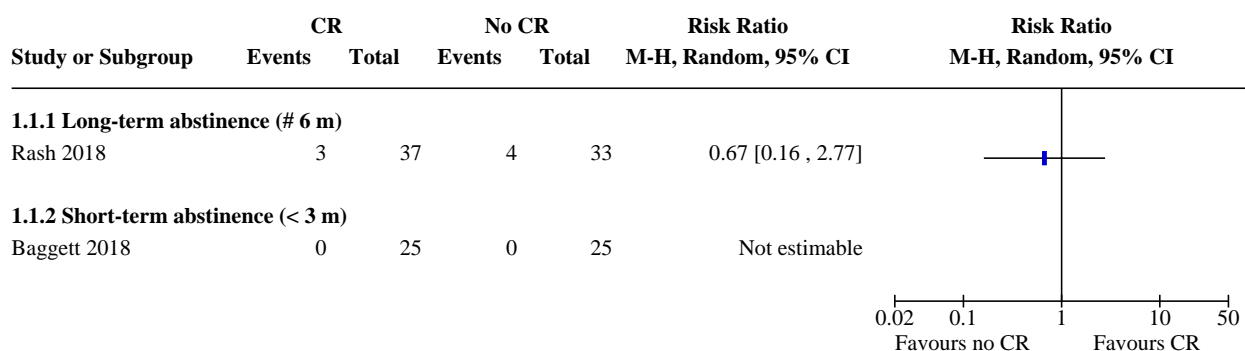 CR No CR Risk Ratio Risk Ratio
Study or Subgroup Events Total Events Total M-H, Random, 95% CI M-H, Random, 95% CI
1.1.1 Long-term abstinence (# 6 m)
Rash 2018 3 37 4 33 0.67 [0.16 , 2.77]
1.1.2 Short-term abstinence (< 3 m)
Baggett 2018 0 25 0 25 Not estimable
0.02 0.1 1 10 50
Favours no CR Favours CR